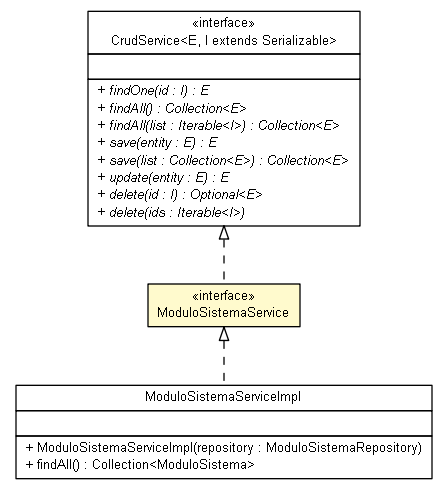 «interface»
CrudService<E, I extends Serializable>
+ findOne(id : I) : E
+ findAll() : Collection<E>
+ findAll(list : Iterable<I>) : Collection<E>
+ save(entity : E) : E
+ save(list : Collection<E>) : Collection<E>
+ update(entity : E) : E
+ delete(id : I) : Optional<E>
+ delete(ids : Iterable<I>)
«interface»
ModuloSistemaService
ModuloSistemaServiceImpl
+ ModuloSistemaServiceImpl(repository : ModuloSistemaRepository)
+ findAll() : Collection<ModuloSistema>